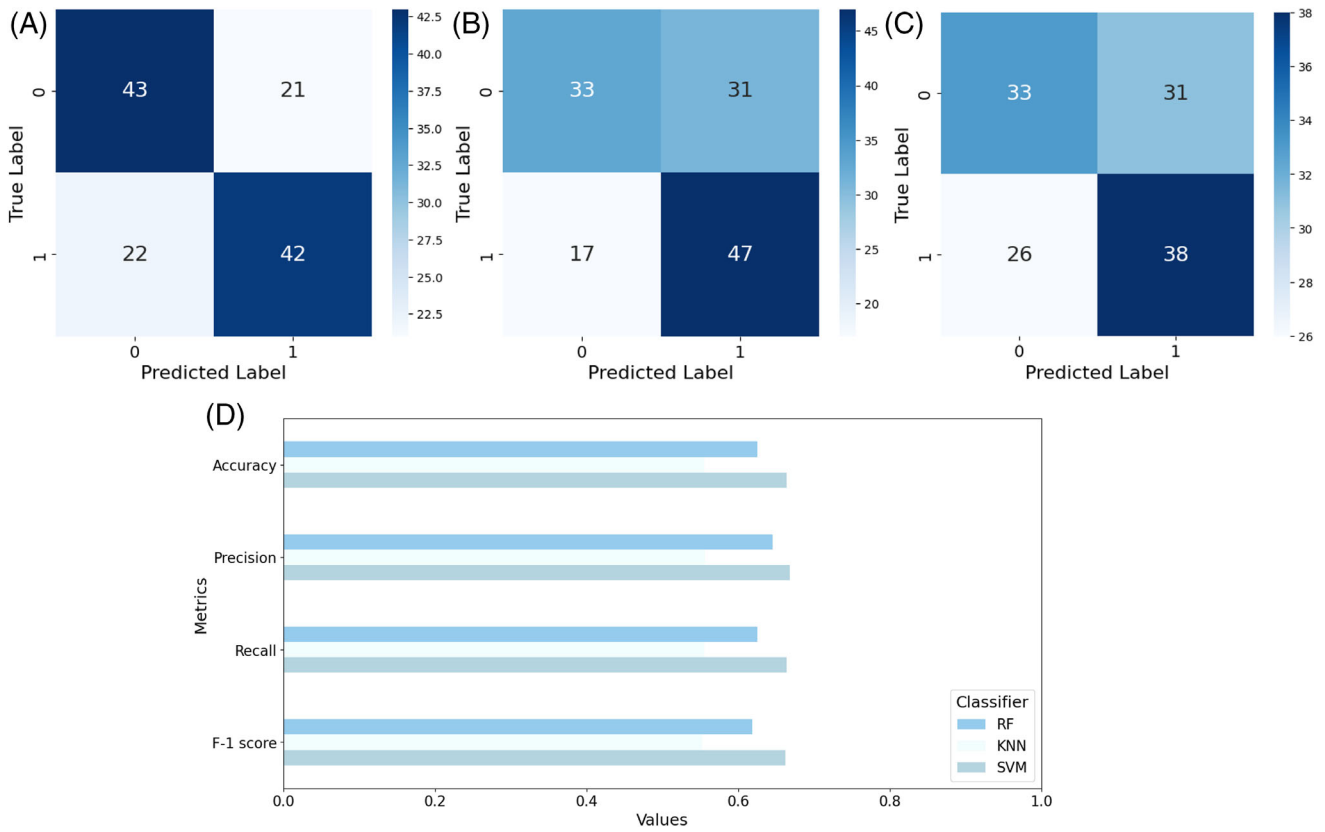 (A)
True Label
0
1
43 21
22 42
0 1
Predicted Label
42.5
40.0
37.5
35.0
32.5
30.0
27.5
25.0
22.5
(B)
0
1
33 31
17 47
0 1
Predicted Label
45
40
35
30
25
20
(C)
True Label
0
1
33 31
26 38
0 1
Predicted Label
38
36
34
32
30
28
26
(D)
Metrics
Accuracy
Precision
Recall
F-1 score
Classifier
RF
KNN
SVM
0.0 0.2 0.4 0.6 0.8 1.0
Values